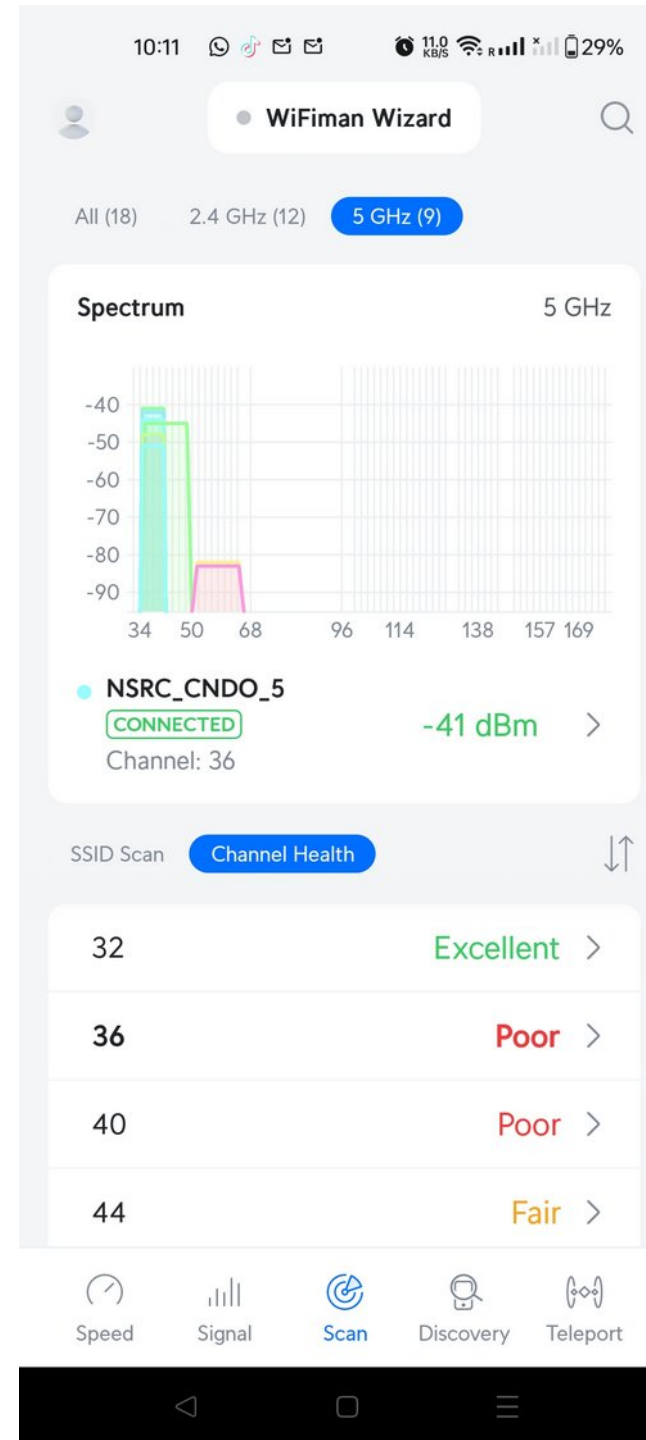 10:11 11.0 KB/S R x 29%
WiFiman Wizard
All (18) 2.4 GHz (12) 5 GHz (9)
Spectrum 5 GHz
-40
-50
-60
-70
-80
-90
34 50 68 96 114 138 157 169
NSRC_CNDO_5
CONNECTED -41 dBm
Channel: 36
SSID Scan Channel Health
32 Excellent
36 Poor
40 Poor
44 Fair
Speed Signal Scan Discovery Teleport